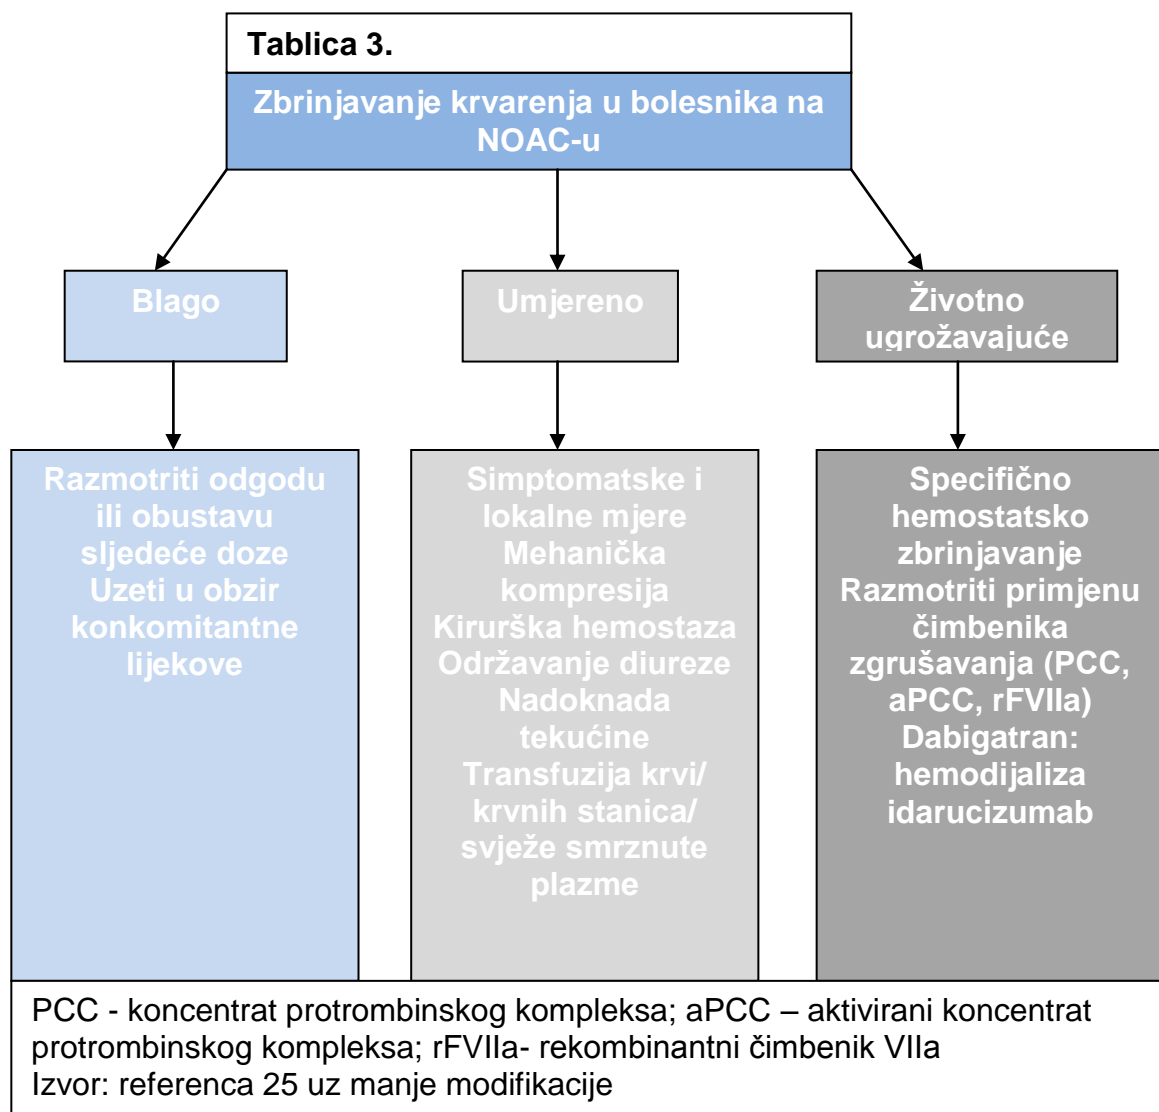 Tablica 3.
Zbrinjavanje krvarenja u bolesnika na
NOAC-u
Blago
Umjereno
Životno
ugrožavajuće
Razmotriti odgodu
ili obustavu
sljedeće doze
Uzeti u obzir
konkomitantne
lijekove
Simptomatske i
lokalne mjere
Mehanička
kompresija
Kirurška hemostaza
Održavanje diureze
Nadoknada
tekućine
Transfuzija krvi/
krvnih stanica/
svježe smrznute
plazme
Specifično
hemostatsko
zbrinjavanje
Razmotriti primjenu
čimbenika
zgrušavanja (PCC,
aPCC, rFVIIa)
Dabigatran:
hemodijaliza
idarucizumab
PCC - koncentrat protrombinskog kompleksa; aPCC – aktivirani koncentrat
protrombinskog kompleksa; rFVIIa- rekombinantni čimbenik VIIa
Izvor: referenca 25 uz manje modifikacije